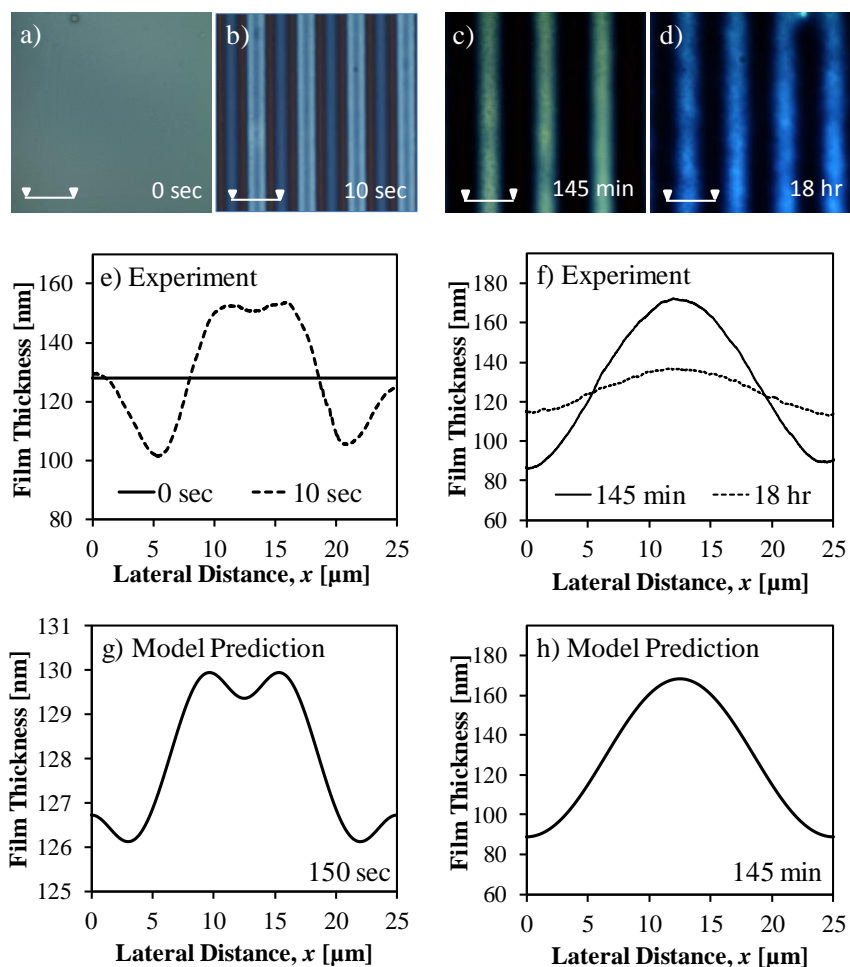 a)
0 sec
b)
10 sec
c)
145 min
d)
18 hr
e) Experiment
Film Thickness [nm]
160
140
120
100
80
0 sec
10 sec
0 5 10 15 20 25
Lateral Distance, x [µm]
f) Experiment
Film Thickness [nm]
180
160
140
120
100
80
60
145 min
18 hr
0 5 10 15 20 25
Lateral Distance, x [µm]
g) Model Prediction
Film Thickness [nm]
131
130
129
128
127
126
125
150 sec
0 5 10 15 20 25
Lateral Distance, x [µm]
h) Model Prediction
Film Thickness [nm]
180
160
140
120
100
80
60
145 min
0 5 10 15 20 25
Lateral Distance, x [µm]